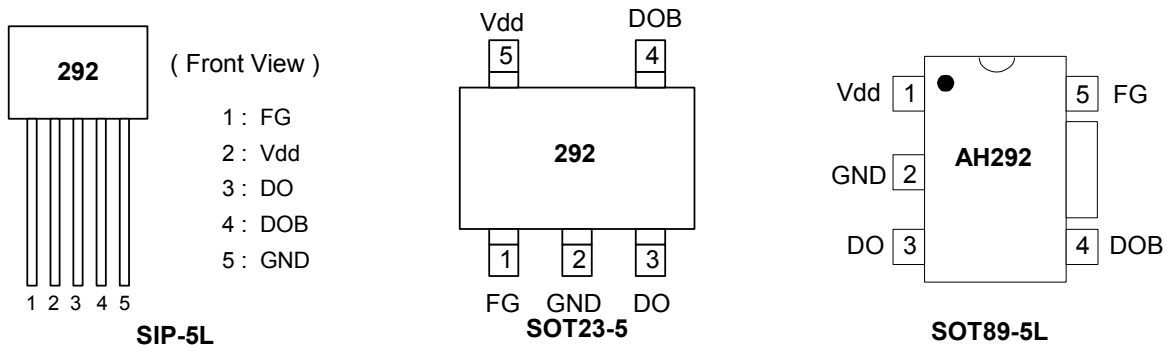 292
( Front View )
1 : FG
2 : Vdd
3 : DO
4 : DOB
5 : GND
1 2 3 4 5
SIP-5L
Vdd DOB
5 4
292
1 2 3
FG GND DO
SOT23-5
Vdd 1 5 FG
AH292
GND 2
DO 3 4 DOB
SOT89-5L